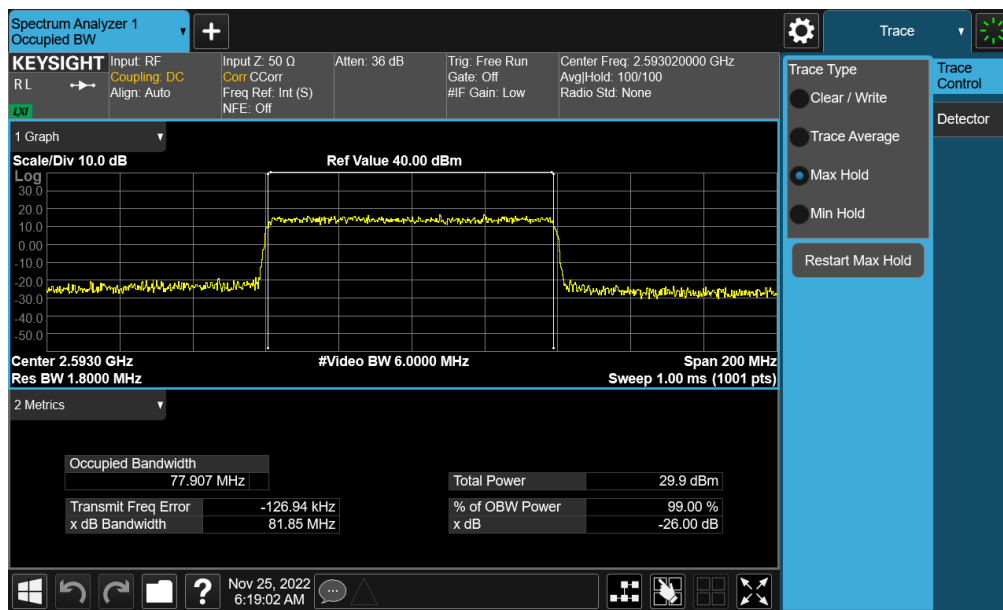 Spectrum Analyzer 1
Occupied BW
Trace
KEYSIGHT
R L
LXI
Input: RF
Coupling: DC
Align: Auto
Input Z: 50 Ω
Corr CCorr
Freq Ref: Int (S)
NFE: Off
Atten: 36 dB
Trig: Free Run
Gate: Off
#IF Gain: Low
Center Freq: 2.593020000 GHz
Avg|Hold: 100/100
Radio Std: None
Trace Type
Clear / Write
Trace Average
Max Hold
Min Hold
Restart Max Hold
Trace
Control
Detector
1 Graph
Scale/Div 10.0 dB
Ref Value 40.00 dBm
Log
30.0
20.0
10.0
0.00
-10.0
-20.0
-30.0
-40.0
-50.0
Center 2.5930 GHz
#Video BW 6.0000 MHz
Span 200 MHz
Res BW 1.8000 MHz
Sweep 1.00 ms (1001 pts)
2 Metrics
Occupied Bandwidth
77.907 MHz
Total Power 29.9 dBm
Transmit Freq Error -126.94 kHz
% of OBW Power 99.00 %
x dB Bandwidth 81.85 MHz
x dB -26.00 dB
?
Nov 25, 2022
6:19:02 AM